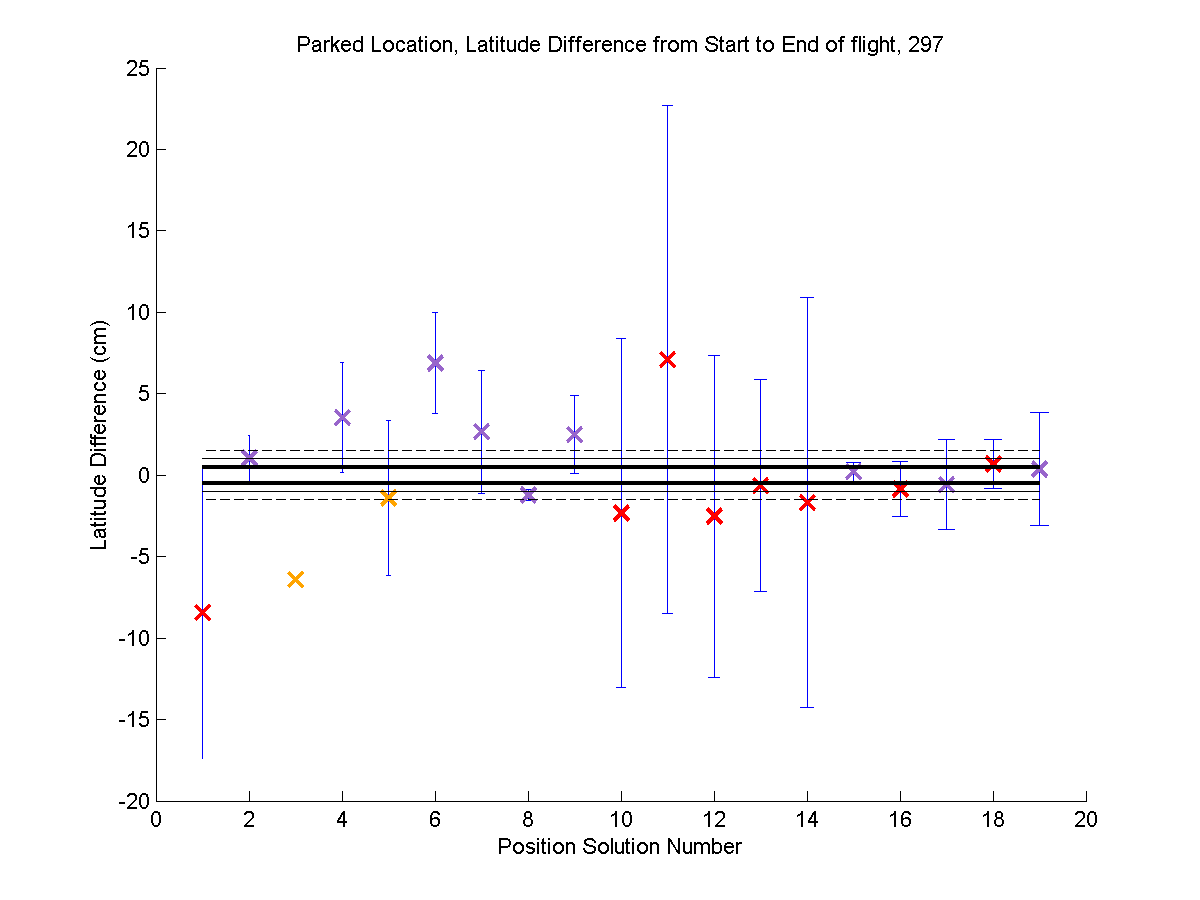 Parked Location, Latitude Difference from Start to End of flight, 297
25
20
15
10
5
0
-5
-10
-15
-20
Latitude Difference (cm)
0 2 4 6 8 10 12 14 16 18 20
Position Solution Number